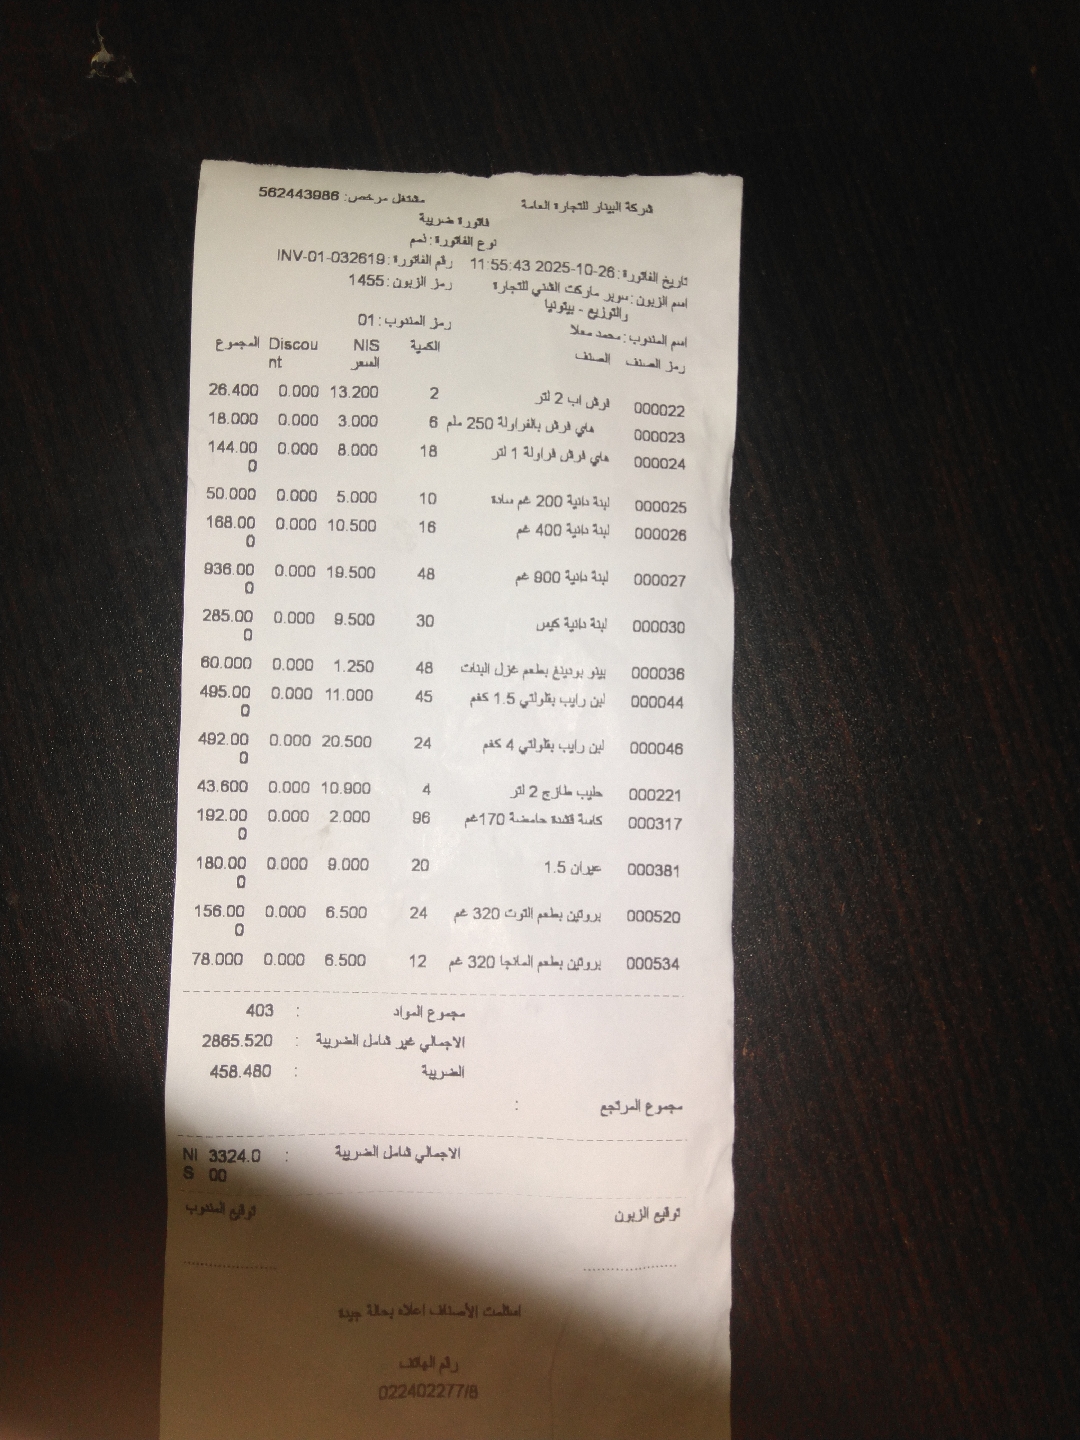 شركة البينار للتجارة العامة مشتغل مرخص: 562443986
فاتورة ضريبة
نوع الفاتورة: ذمم
تاريخ الفاتورة: 26-10-2025 11:55:43 رقم الفاتورة: INV-01-032619
اسم الزبون: سوبر ماركت الشني للتجارة رمز الزبون: 1455
والتوزيع - بيتونيا
اسم المندوب: محمد معلا رمز المندوب: 01
رمز الصنف الصنف الكمية NIS السعر Discount المجموع
000022 فرش اب 2 لتر 2 13.200 0.000 26.400
000023 هاي فرش بالفراولة 250 ملم 6 3.000 0.000 18.000
000024 هاي فرش فراولة 1 لتر 18 8.000 0.000 144.000
000025 لبنة دانية 200 غم سادة 10 5.000 0.000 50.000
000026 لبنة دانية 400 غم 16 10.500 0.000 168.000
000027 لبنة دانية 900 غم 48 19.500 0.000 936.000
000030 لبنة دانية كيس 30 9.500 0.000 285.000
000036 بينو بودينغ بطعم غزل البنات 48 1.250 0.000 60.000
000044 لبن رايب بقلولتي 1.5 كغم 45 11.000 0.000 495.000
000046 لبن رايب بقلولتي 4 كغم 24 20.500 0.000 492.000
000221 حليب طازج 2 لتر 4 10.900 0.000 43.600
000317 كاسة قشدة حامضة 170غم 96 2.000 0.000 192.000
000381 عيران 1.5 20 9.000 0.000 180.000
000520 بروتين بطعم التوت 320 غم 24 6.500 0.000 156.000
000534 بروتين بطعم المانجا 320 غم 12 6.500 0.000 78.000
مجموع المواد : 403
الاجمالي غير شامل الضريبة : 2865.520
الضريبة : 458.480
مجموع المرتجع :
الاجمالي شامل الضريبة : 3324.000 NIS
توقيع الزبون توقيع المندوب
استلمت الأصناف اعلاه بحالة جيدة
رقم الهاتف
022402277/8